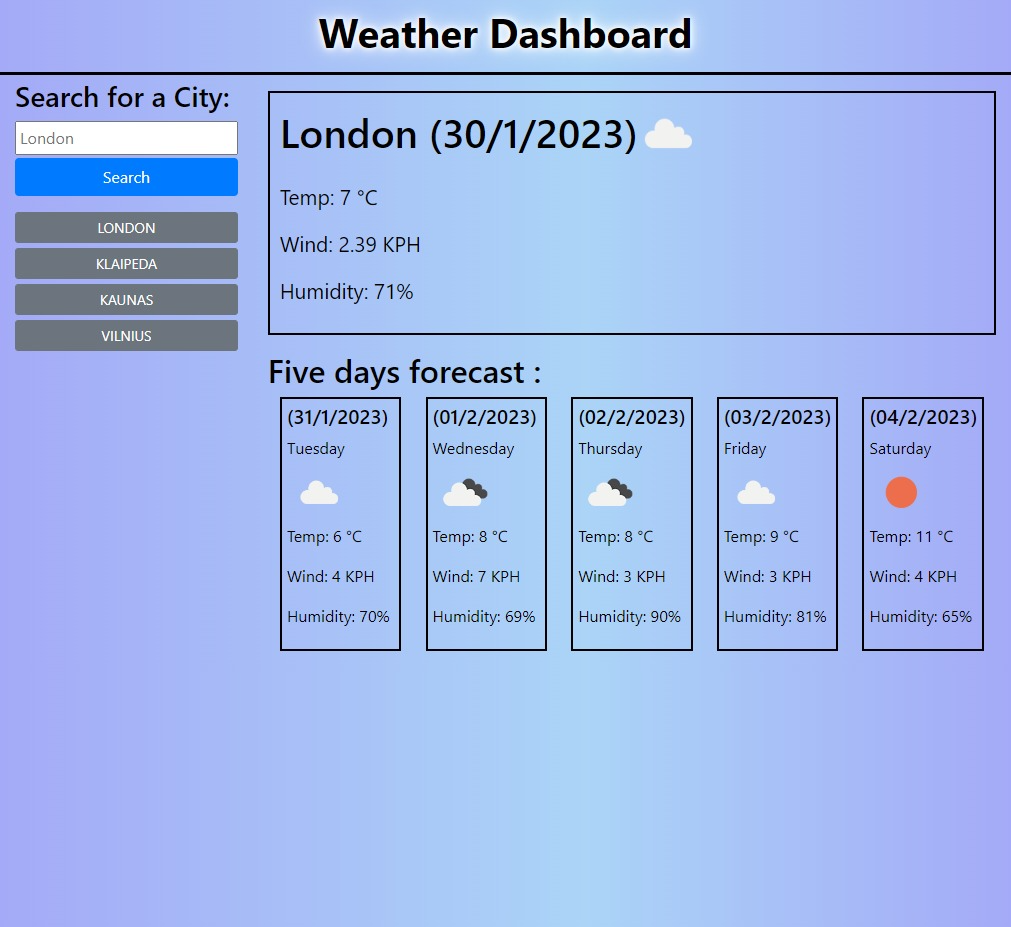 Weather Dashboard
Search for a City:
London
Search
LONDON
KLAIPEDA
KAUNAS
VILNIUS
London (30/1/2023)
Temp: 7 °C
Wind: 2.39 KPH
Humidity: 71%
Five days forecast :
(31/1/2023)
Tuesday
Temp: 6 °C
Wind: 4 KPH
Humidity: 70%
(01/2/2023)
Wednesday
Temp: 8 °C
Wind: 7 KPH
Humidity: 69%
(02/2/2023)
Thursday
Temp: 8 °C
Wind: 3 KPH
Humidity: 90%
(03/2/2023)
Friday
Temp: 9 °C
Wind: 3 KPH
Humidity: 81%
(04/2/2023)
Saturday
Temp: 11 °C
Wind: 4 KPH
Humidity: 65%